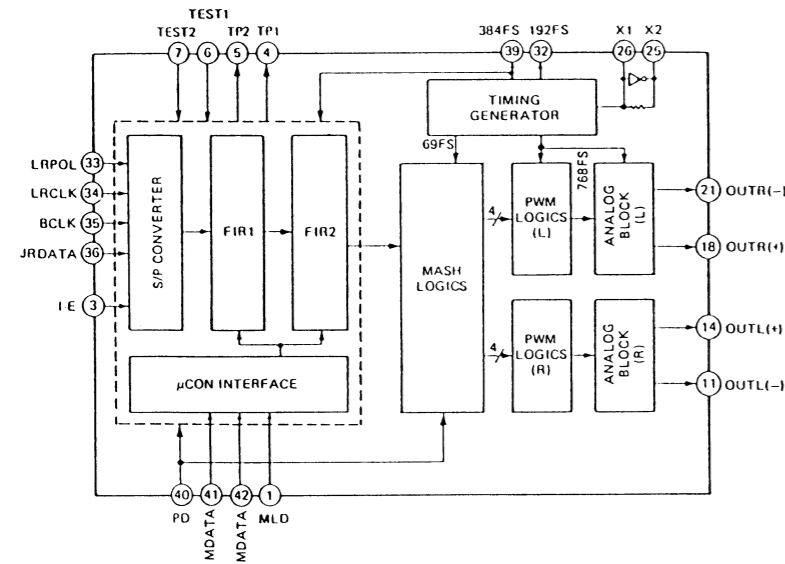 TEST1
TEST2 TP2 TP1
7 6 5 4
384FS 192FS X1 X2
39 32 26 25
TIMING
GENERATOR
69FS
768FS
LRPOL 33
LRCLK 34
BCLK 35
JRDATA 36
I·E 3
S/P CONVERTER
FIR1
FIR2
μCON INTERFACE
MASH
LOGICS
4
PWM
LOGICS
(L)
ANALOG
BLOCK
(L)
21 OUTR(−)
18 OUTR(+)
4
PWM
LOGICS
(R)
ANALOG
BLOCK
(R)
14 OUTL(+)
11 OUTL(−)
40 41 42 1
PD MDATA MDATA MLD